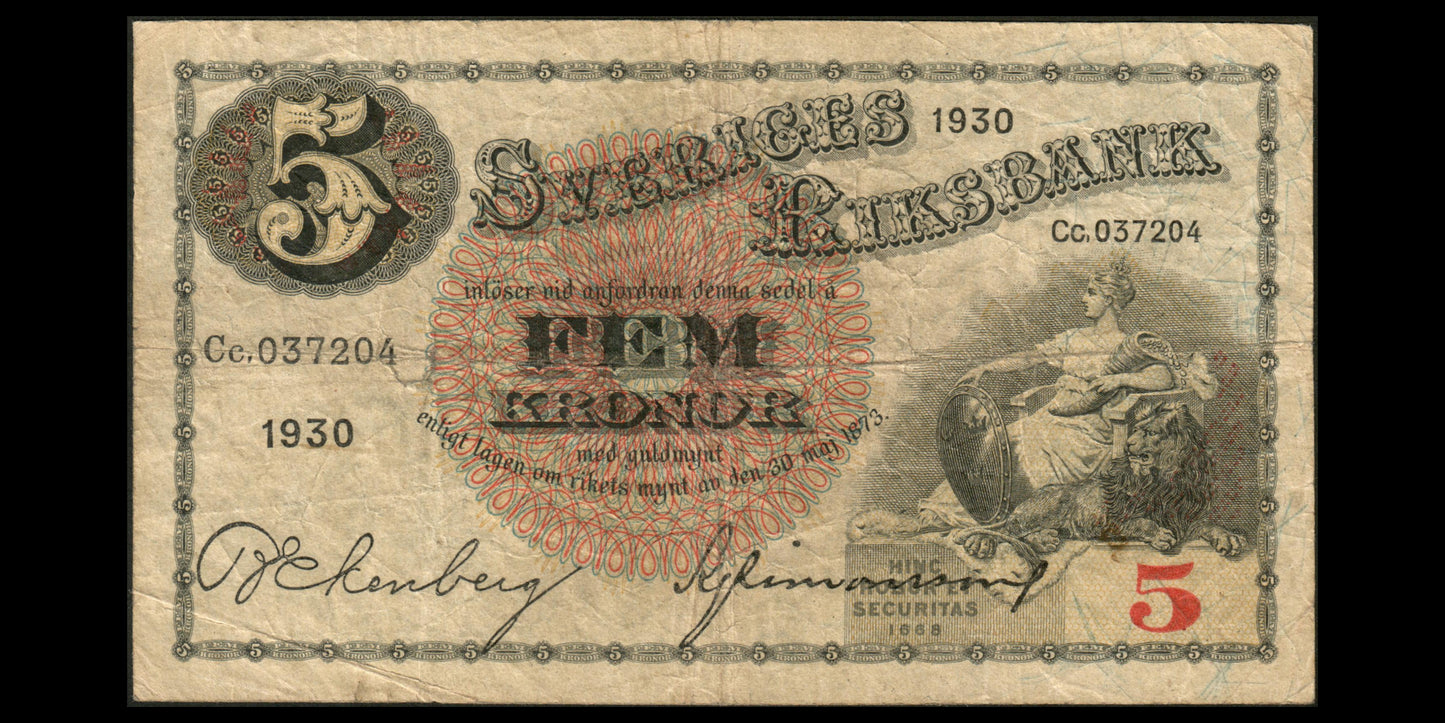 5
SVERIGES 1930
RIKSBANK
Cc,037204
inlöser vid anfordran denna sedel å
FEM
KRONOR
Cc,037204
1930
med guldmynt
enligt lagen om rikets mynt av den 30 maj 1873.
HINC
ROBUR ET
SECURITAS
1668
5